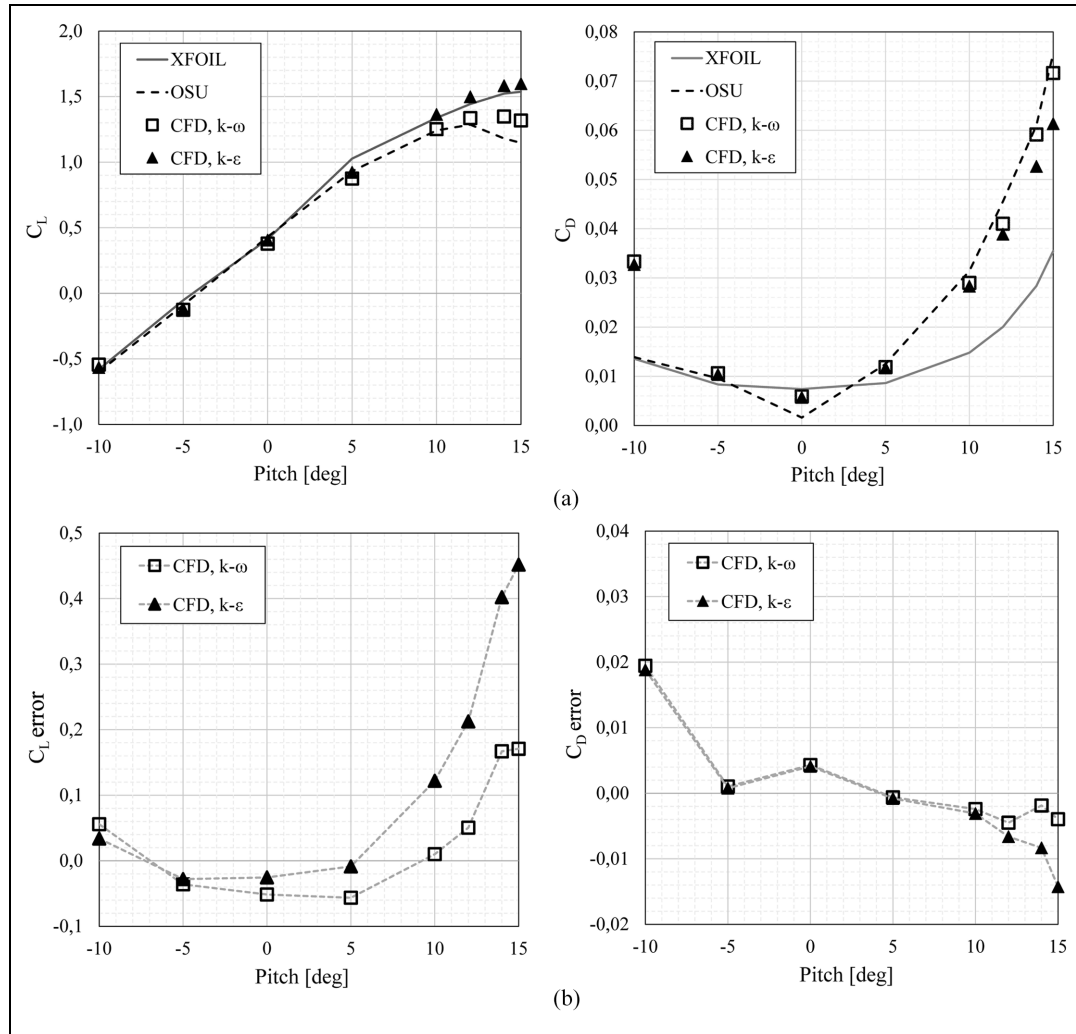 2,0
1,5
1,0
0,5
0,0
-0,5
-1,0
C_L
XFOIL
OSU
CFD, k-ω
CFD, k-ε
-10 -5 0 5 10 15
Pitch [deg]
0,08
0,07
0,06
0,05
0,04
0,03
0,02
0,01
0,00
C_D
XFOIL
OSU
CFD, k-ω
CFD, k-ε
-10 -5 0 5 10 15
Pitch [deg]
(a)
0,5
0,4
0,3
0,2
0,1
0,0
-0,1
C_L error
CFD, k-ω
CFD, k-ε
-10 -5 0 5 10 15
Pitch [deg]
0,04
0,03
0,02
0,01
0,00
-0,01
-0,02
C_D error
CFD, k-ω
CFD, k-ε
-10 -5 0 5 10 15
Pitch [deg]
(b)